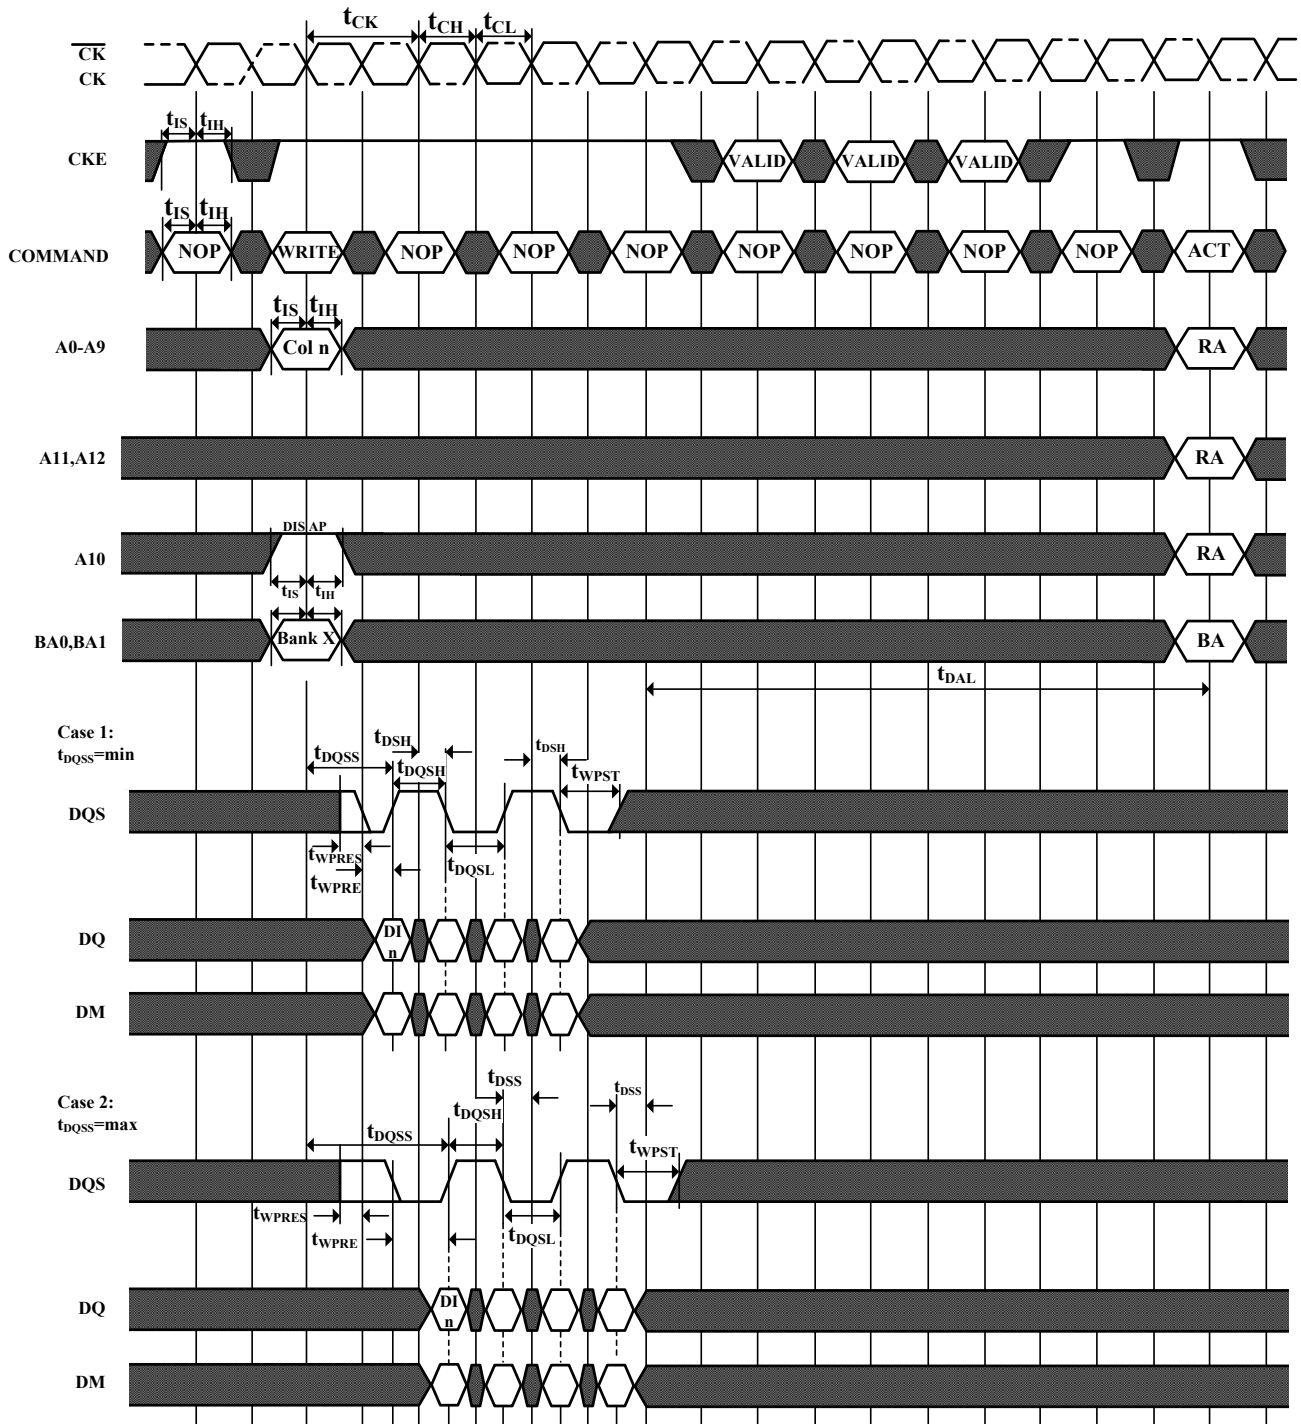 tCK tCH tCL
CK
CK
tIS tIH
CKE VALID VALID VALID
tIS tIH
COMMAND NOP WRITE NOP NOP NOP NOP NOP NOP NOP ACT
tIS tIH
A0-A9 Col n RA
A11,A12 RA
DIS AP
A10 RA
tIS tIH
BA0,BA1 Bank X BA
tDAL
Case 1:
tDQSS=min
tDSH tDSH
tDQSS tDQSH tWPST
DQS
tWPRES tDQSL
tWPRE
DQ DI
n
DM
Case 2:
tDQSS=max
tDSS tDSS
tDQSS tDQSH tWPST
DQS
tWPRES
tWPRE tDQSL
DQ DI
n
DM